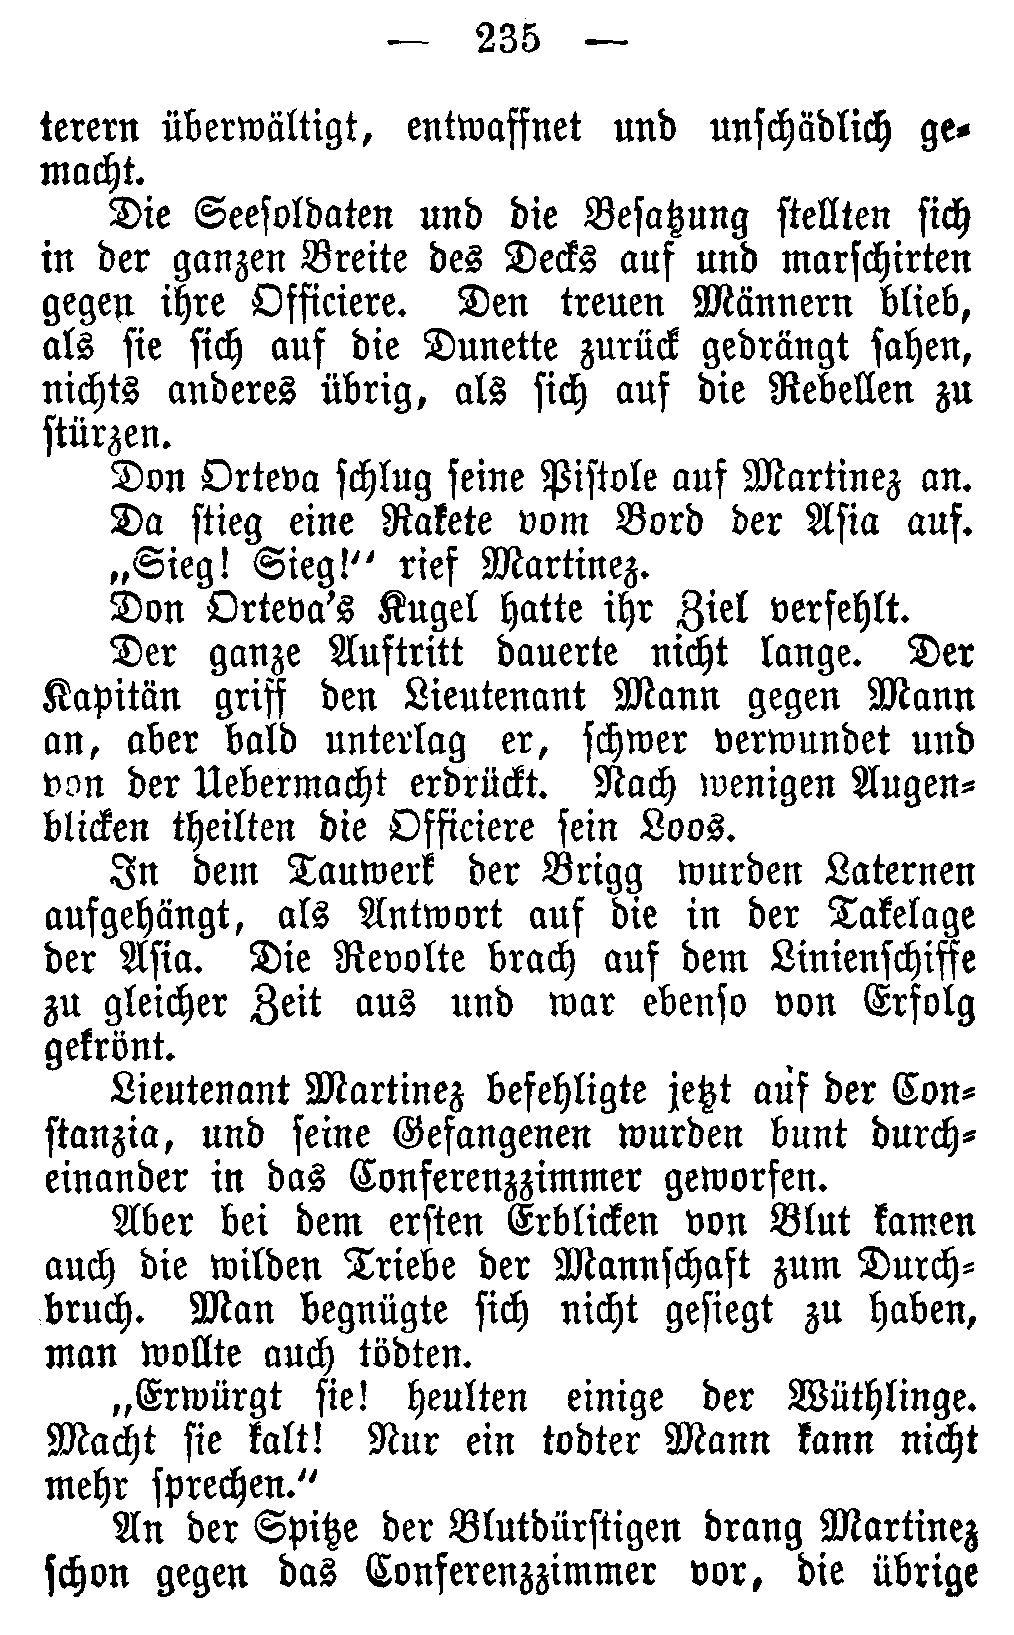 — 235 —
terern überwältigt, entwaffnet und unschädlich ge-
macht.
Die Seesoldaten und die Besatzung stellten sich
in der ganzen Breite des Decks auf und marschirten
gegen ihre Officiere. Den treuen Männern blieb,
als sie sich auf die Dunette zurück gedrängt sahen,
nichts anderes übrig, als sich auf die Rebellen zu
stürzen.
Don Orteva schlug seine Pistole auf Martinez an.
Da stieg eine Rakete vom Bord der Asia auf.
„Sieg! Sieg!“ rief Martinez.
Don Orteva's Kugel hatte ihr Ziel verfehlt.
Der ganze Auftritt dauerte nicht lange. Der
Kapitän griff den Lieutenant Mann gegen Mann
an, aber bald unterlag er, schwer verwundet und
von der Uebermacht erdrückt. Nach wenigen Augen-
blicken theilten die Officiere sein Loos.
In dem Tauwerk der Brigg wurden Laternen
aufgehängt, als Antwort auf die in der Takelage
der Asia. Die Revolte brach auf dem Linienschiffe
zu gleicher Zeit aus und war ebenso von Erfolg
gekrönt.
Lieutenant Martinez befehligte jetzt auf der Con-
stanzia, und seine Gefangenen wurden bunt durch-
einander in das Conferenzzimmer geworfen.
Aber bei dem ersten Erblicken von Blut kamen
auch die wilden Triebe der Mannschaft zum Durch-
bruch. Man begnügte sich nicht gesiegt zu haben,
man wollte auch tödten.
„Erwürgt sie! heulten einige der Wüthlinge.
Macht sie kalt! Nur ein todter Mann kann nicht
mehr sprechen.“
An der Spitze der Blutdürstigen drang Martinez
schon gegen das Conferenzzimmer vor, die übrige